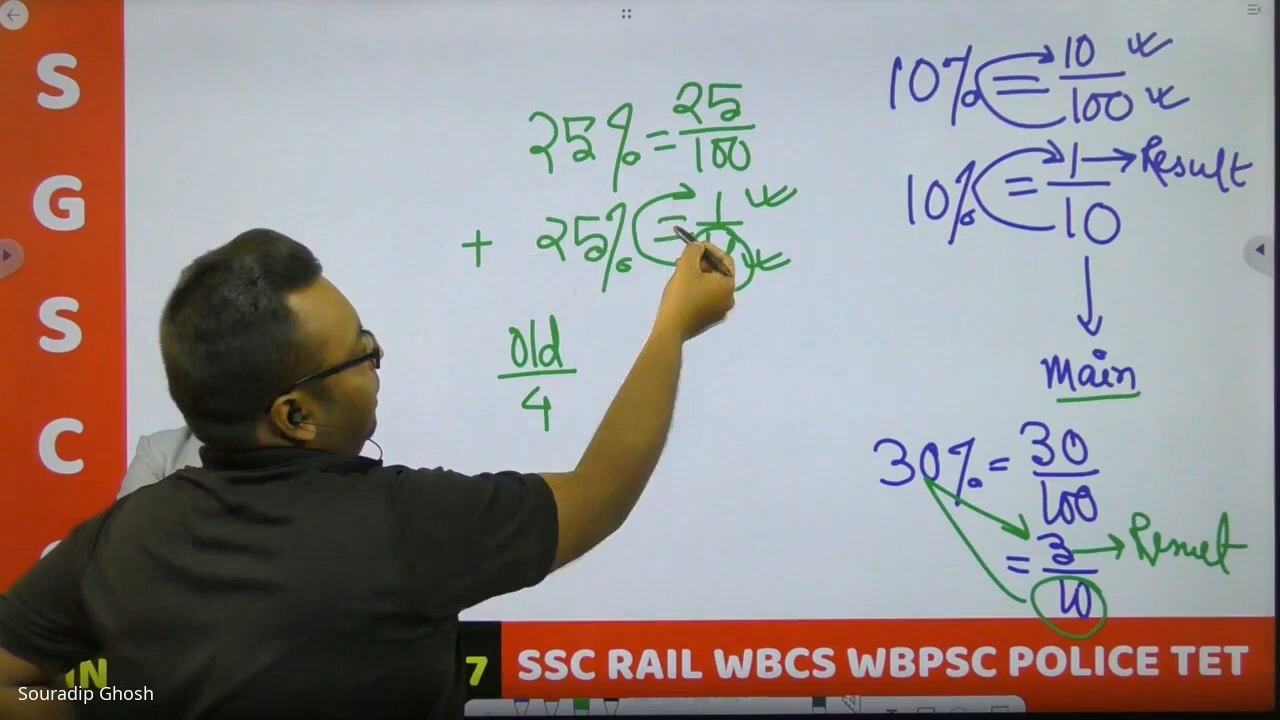 S
G
S
C
25% = 25/100
+ 25% = 1/
Old
4
10% = 10/100
10% = 1/10 → Result
Main
30% = 30/100
= 3/10 → Result
IN
7 SSC RAIL WBCS WBPSC POLICE TET
Souradip Ghosh